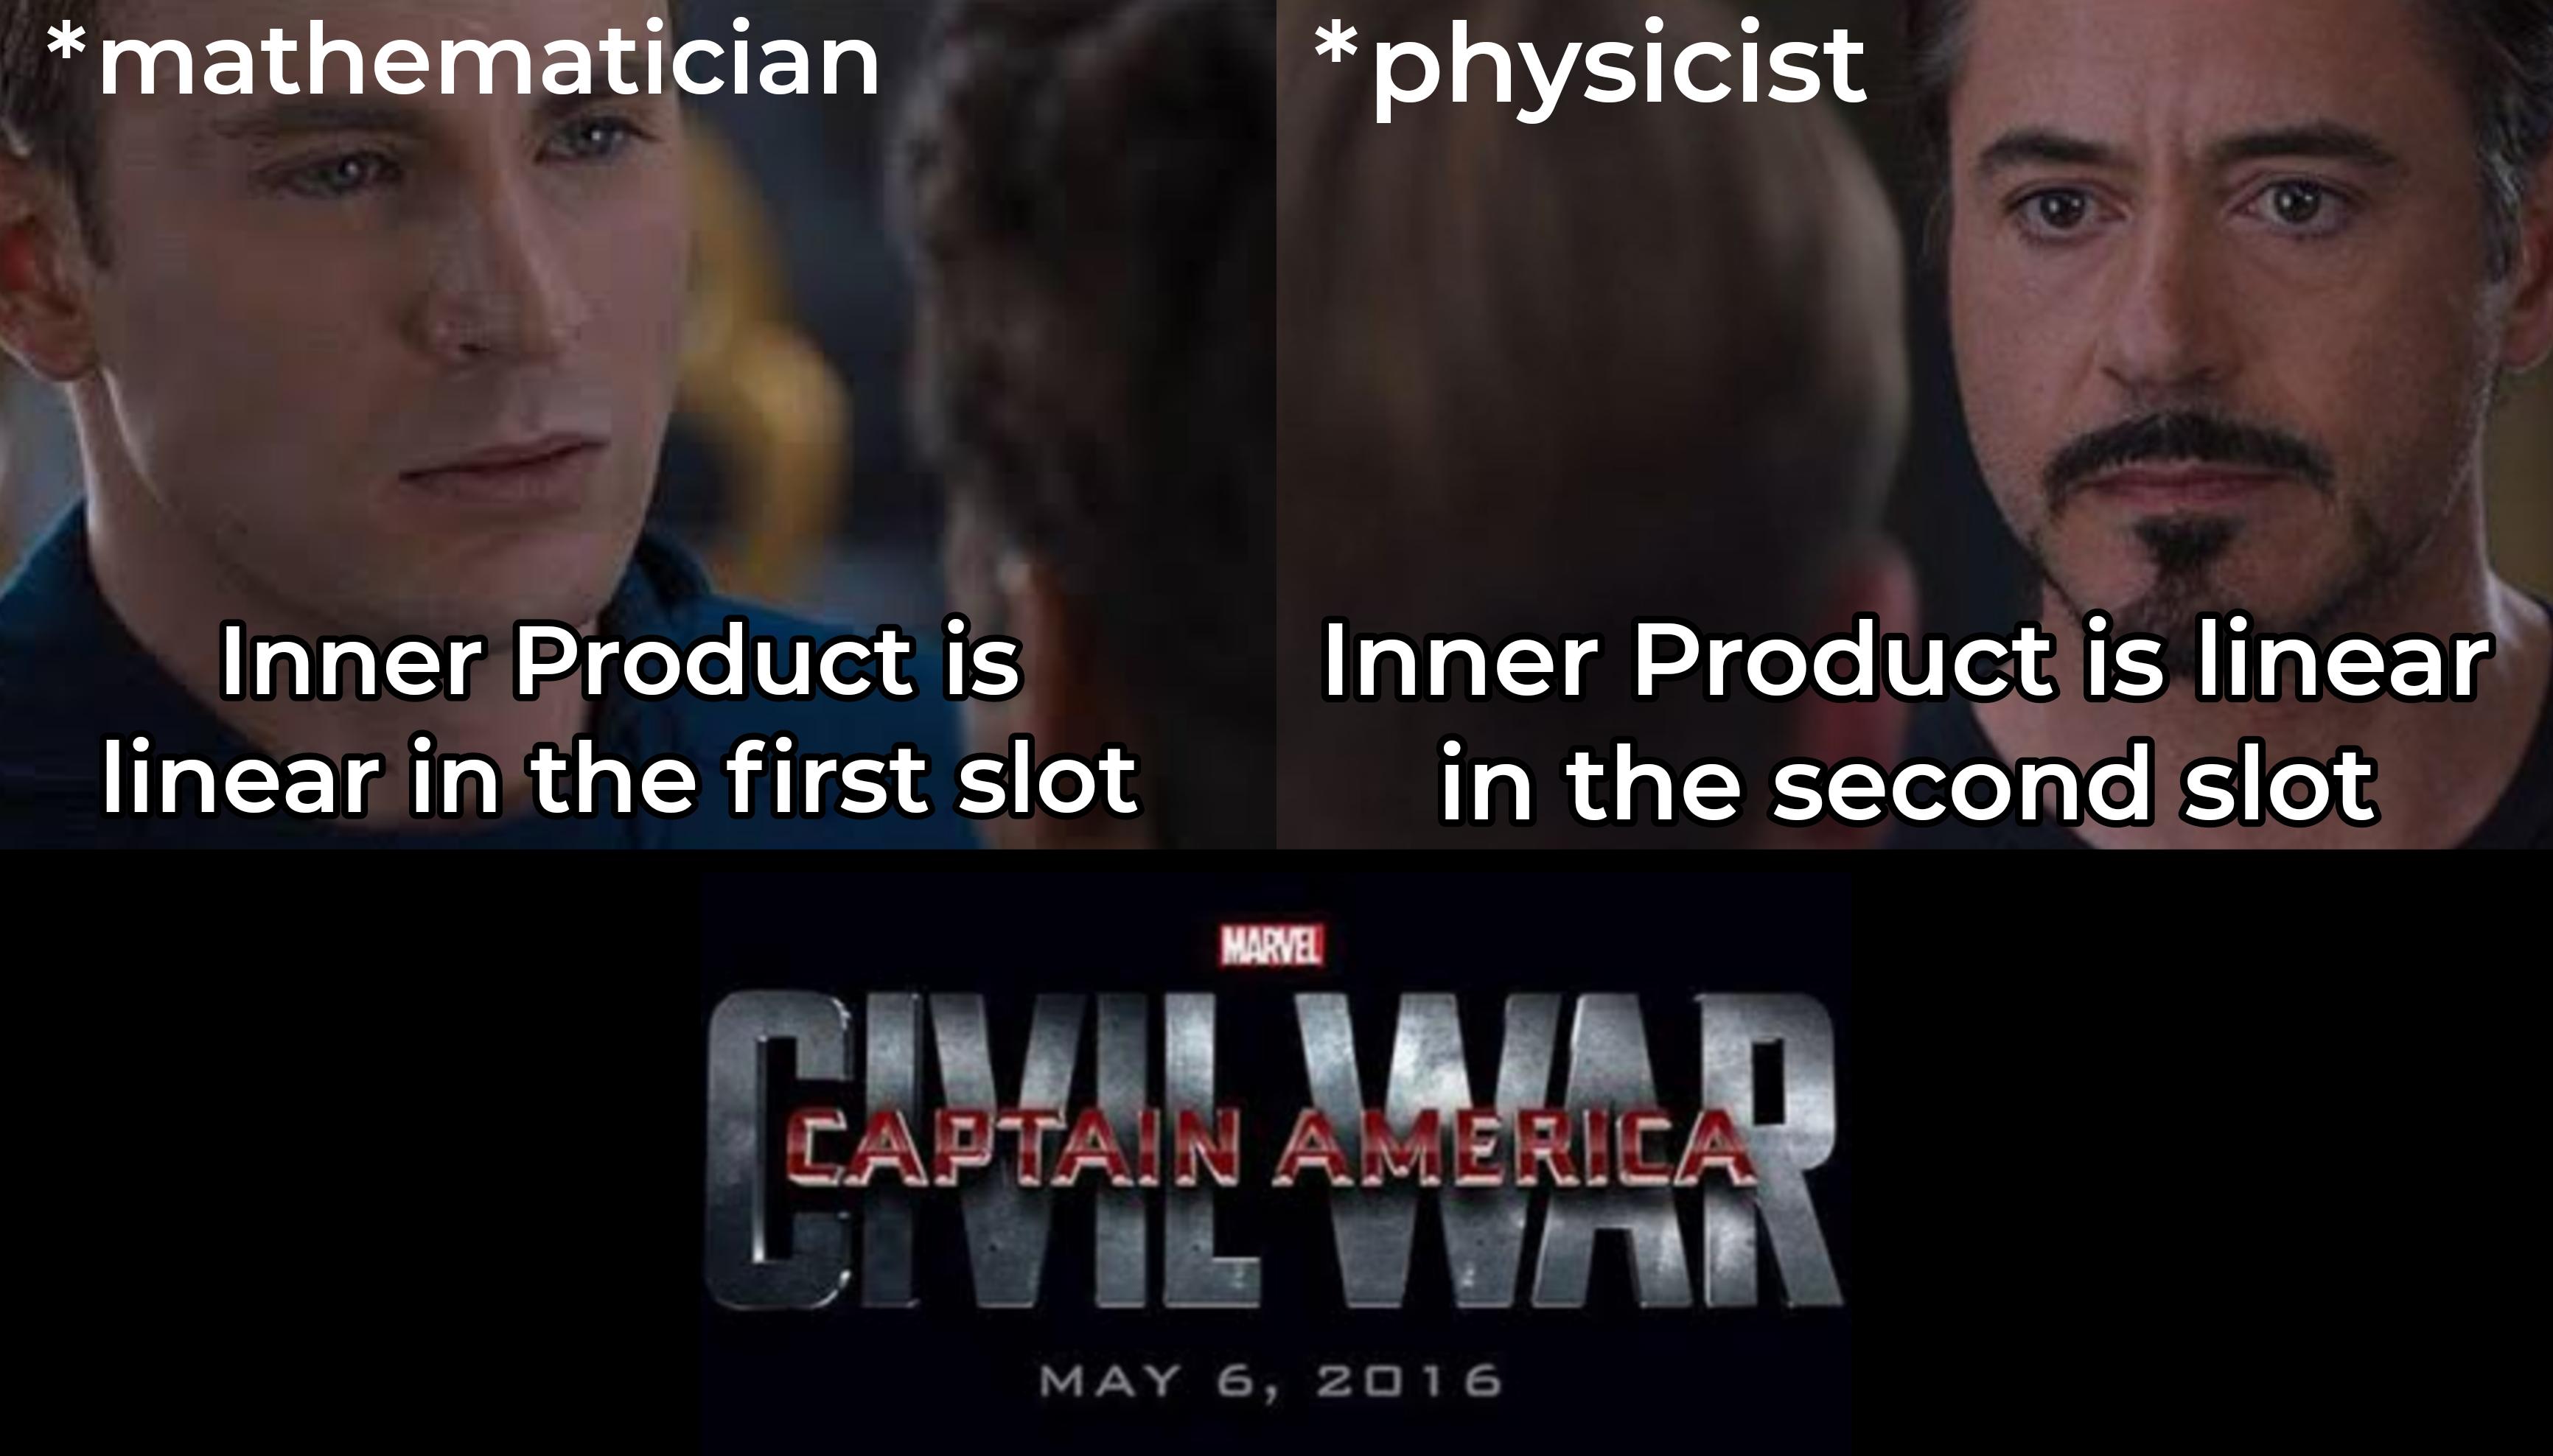 *mathematician
Inner Product is
linear in the first slot
*physicist
Inner Product is linear
in the second slot
MARVEL
CIVIL WAR
CAPTAIN AMERICA
MAY 6, 2016